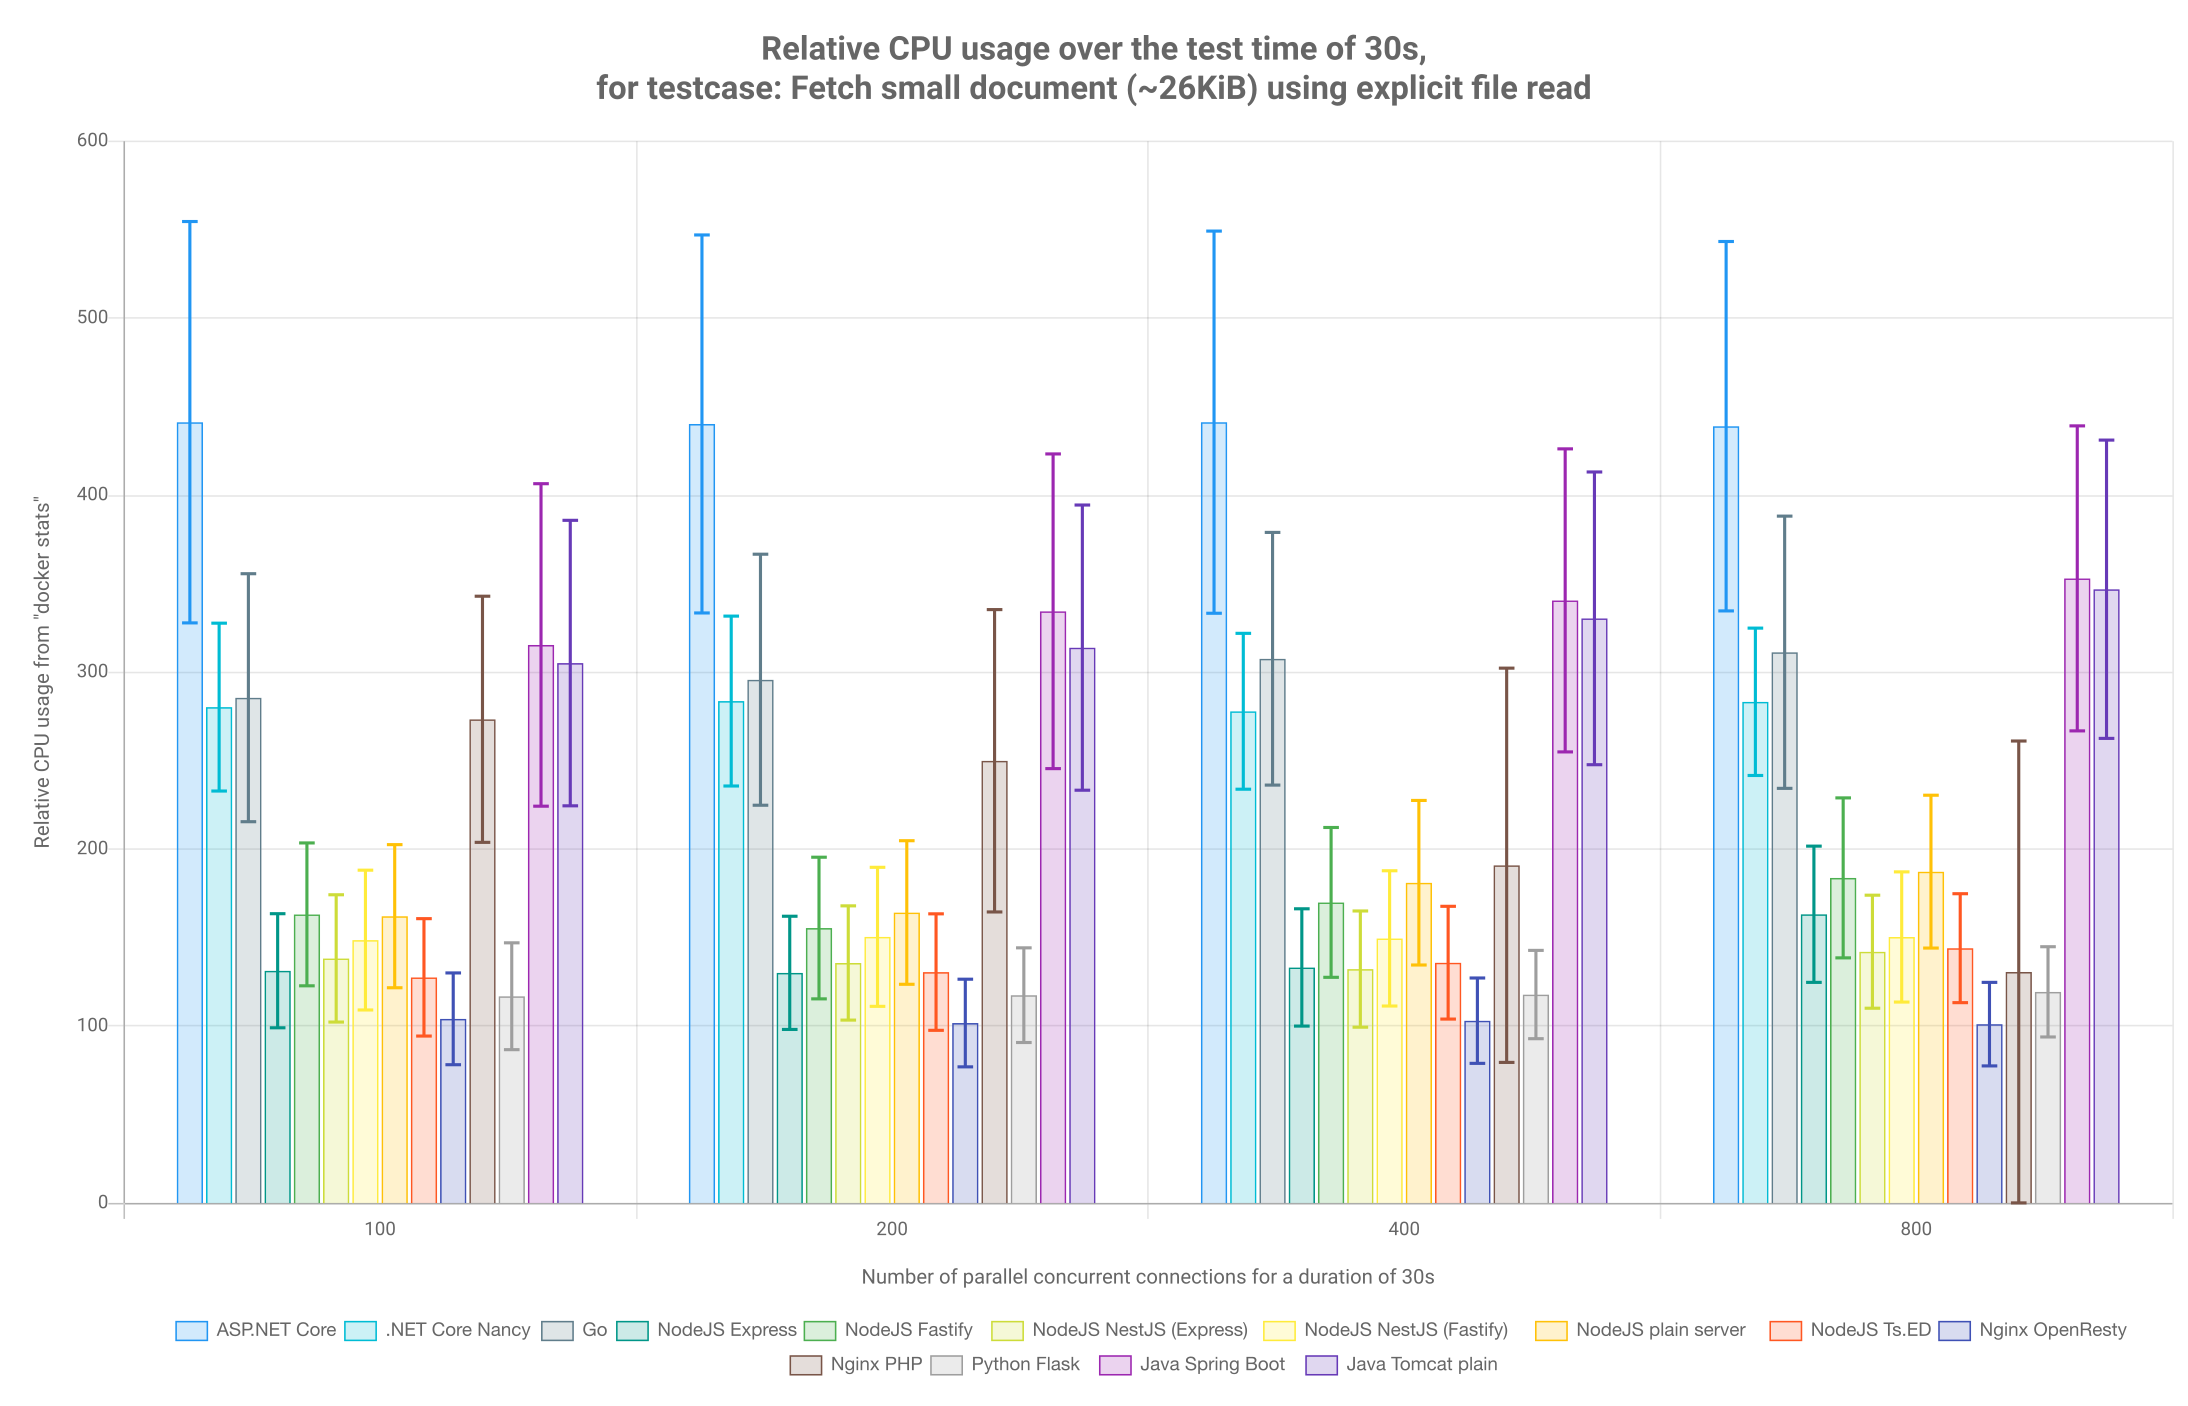 Relative CPU usage over the test time of 30s,
for testcase: Fetch small document (~26KiB) using explicit file read
600
500
400
300
200
100
0
Relative CPU usage from "docker stats"
100 200 400 800
Number of parallel concurrent connections for a duration of 30s
ASP.NET Core .NET Core Nancy Go NodeJS Express NodeJS Fastify NodeJS NestJS (Express) NodeJS NestJS (Fastify) NodeJS plain server NodeJS Ts.ED Nginx OpenResty
Nginx PHP Python Flask Java Spring Boot Java Tomcat plain